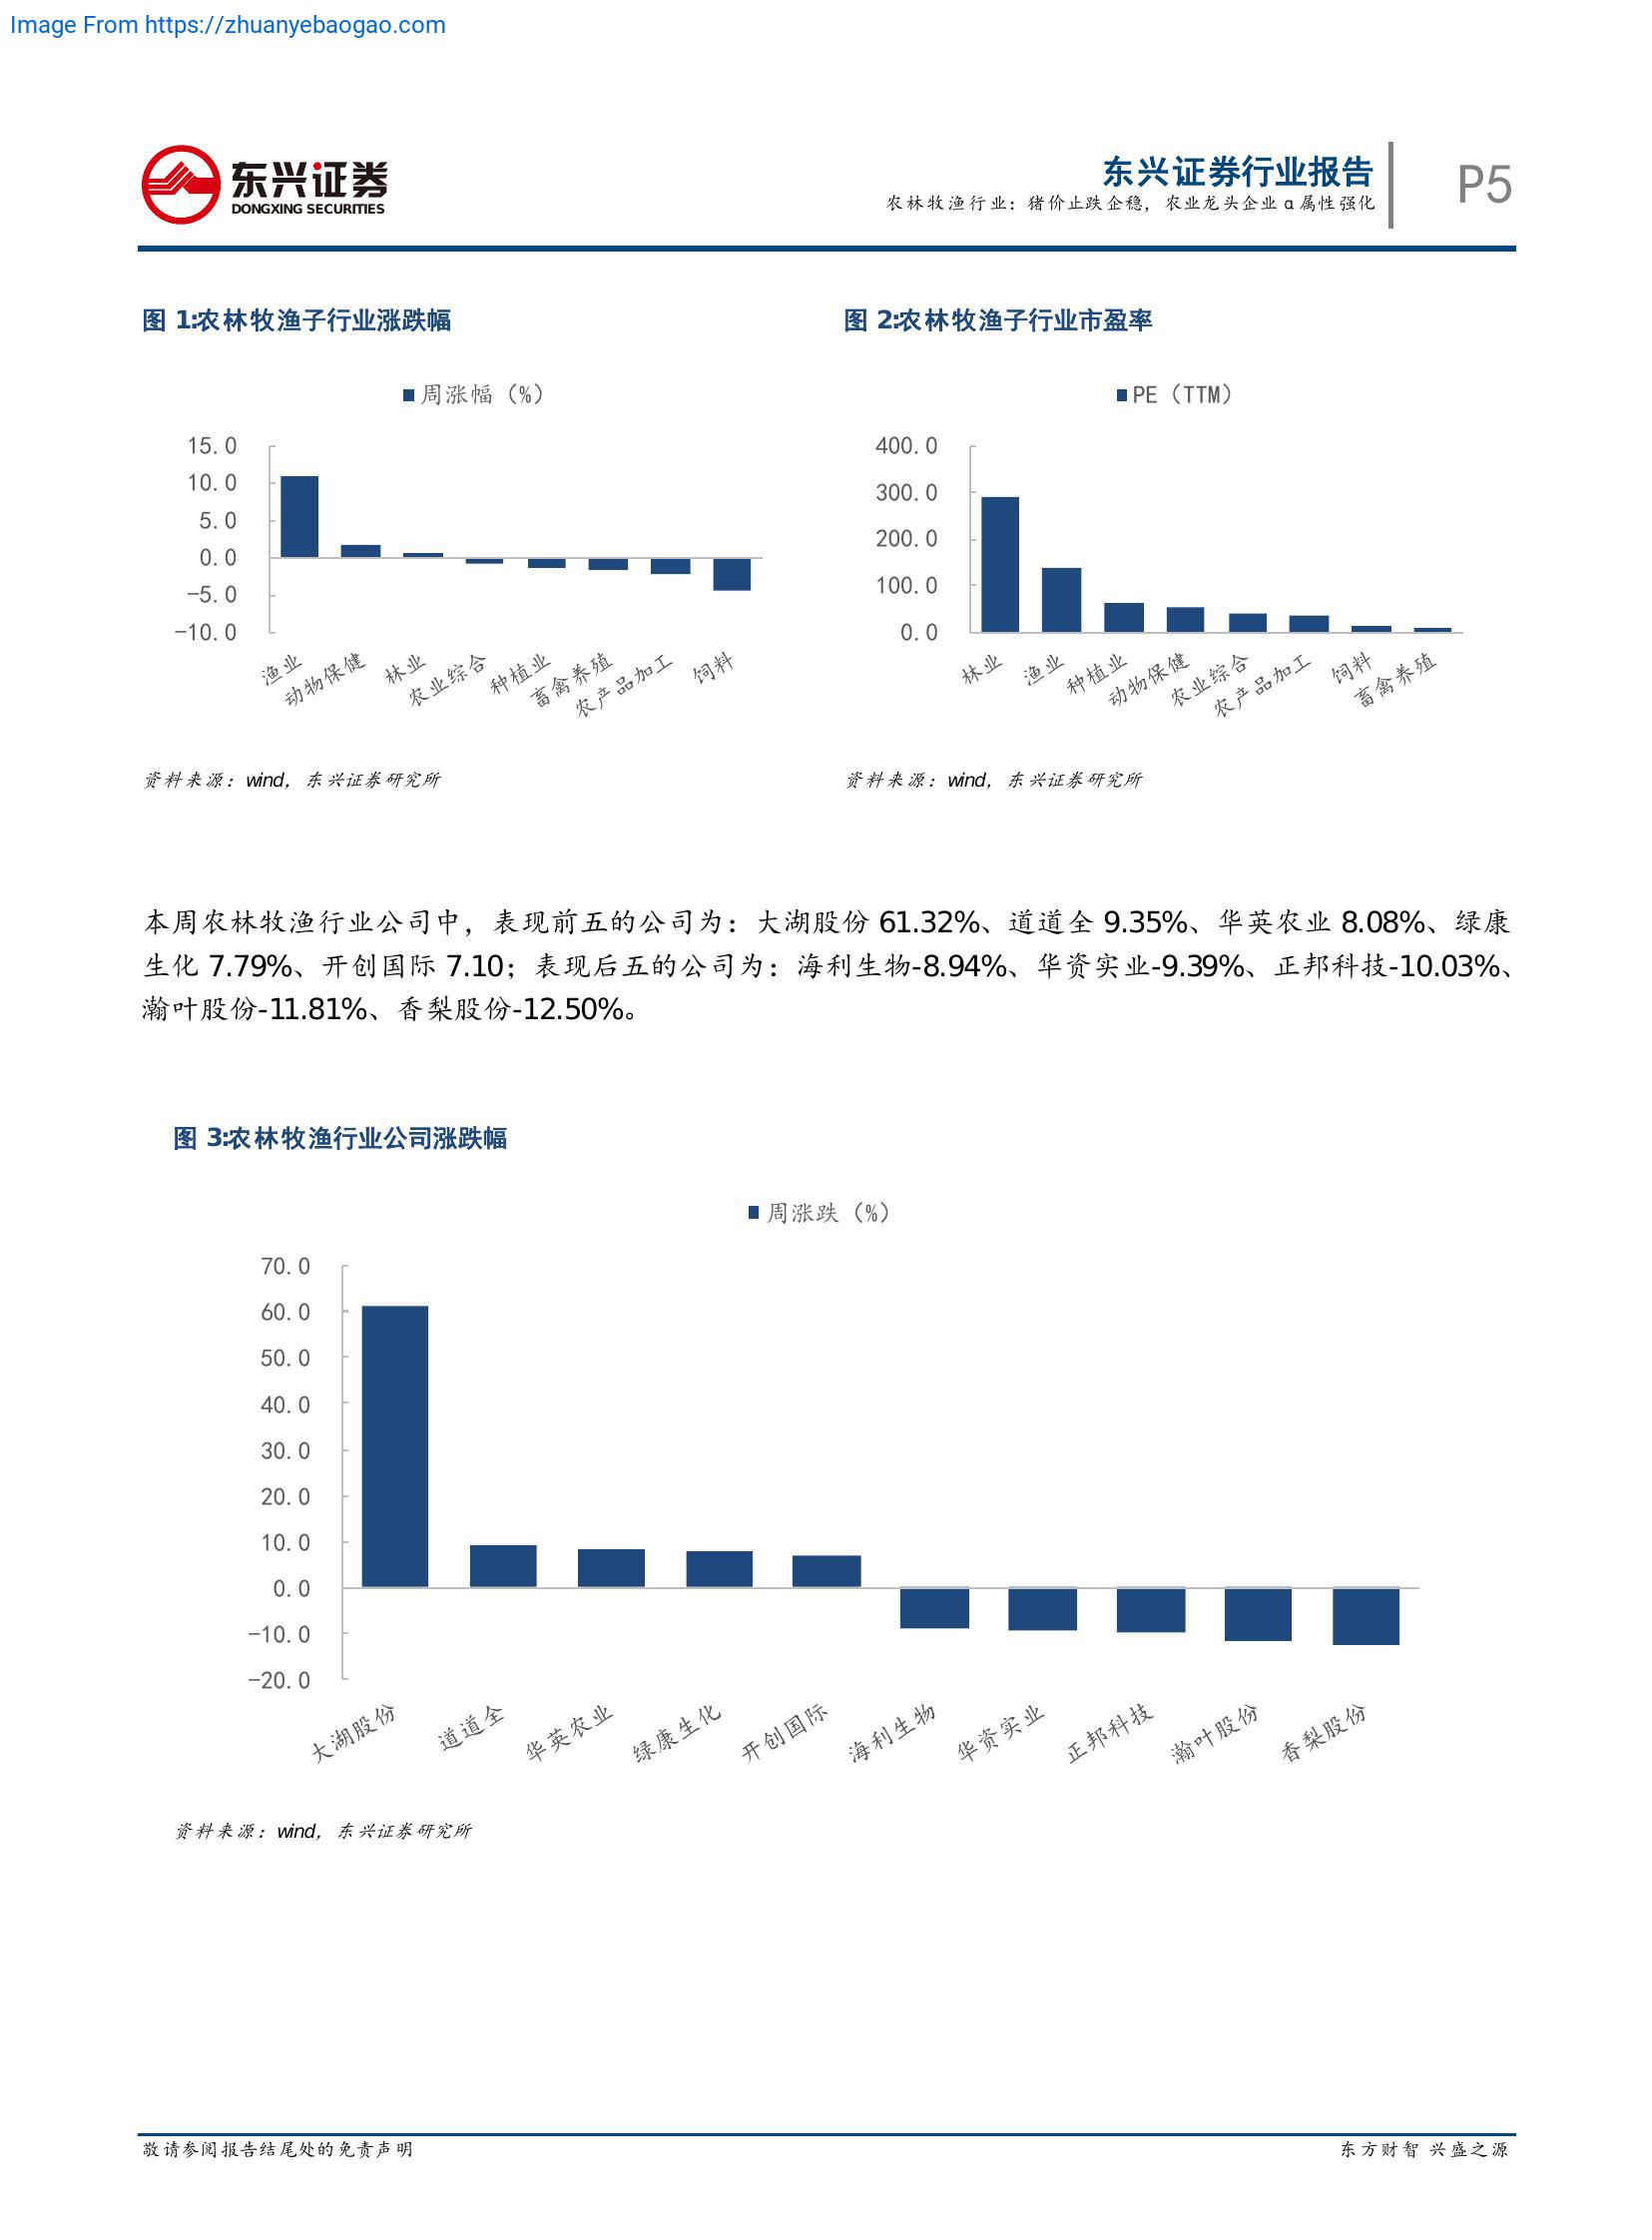 Image From https://zhuanyebaogao.com
东兴证券
DONGXING SECURITIES
东兴证券行业报告
农林牧渔行业：猪价止跌企稳，农业龙头企业α属性强化
P5
图 1:农林牧渔子行业涨跌幅
周涨幅（%）
15.0
10.0
5.0
0.0
-5.0
-10.0
渔业
动物保健
林业
农业综合
种植业
畜禽养殖
农产品加工
饲料
资料来源：wind，东兴证券研究所
图 2:农林牧渔子行业市盈率
PE（TTM）
400.0
300.0
200.0
100.0
0.0
林业
渔业
种植业
动物保健
农业综合
农产品加工
饲料
畜禽养殖
资料来源：wind，东兴证券研究所
本周农林牧渔行业公司中，表现前五的公司为：大湖股份 61.32%、道道全 9.35%、华英农业 8.08%、绿康
生化 7.79%、开创国际 7.10；表现后五的公司为：海利生物-8.94%、华资实业-9.39%、正邦科技-10.03%、
瀚叶股份-11.81%、香梨股份-12.50%。
图 3:农林牧渔行业公司涨跌幅
周涨跌（%）
70.0
60.0
50.0
40.0
30.0
20.0
10.0
0.0
-10.0
-20.0
大湖股份
道道全
华英农业
绿康生化
开创国际
海利生物
华资实业
正邦科技
瀚叶股份
香梨股份
资料来源：wind，东兴证券研究所
敬请参阅报告结尾处的免责声明
东方财智 兴盛之源